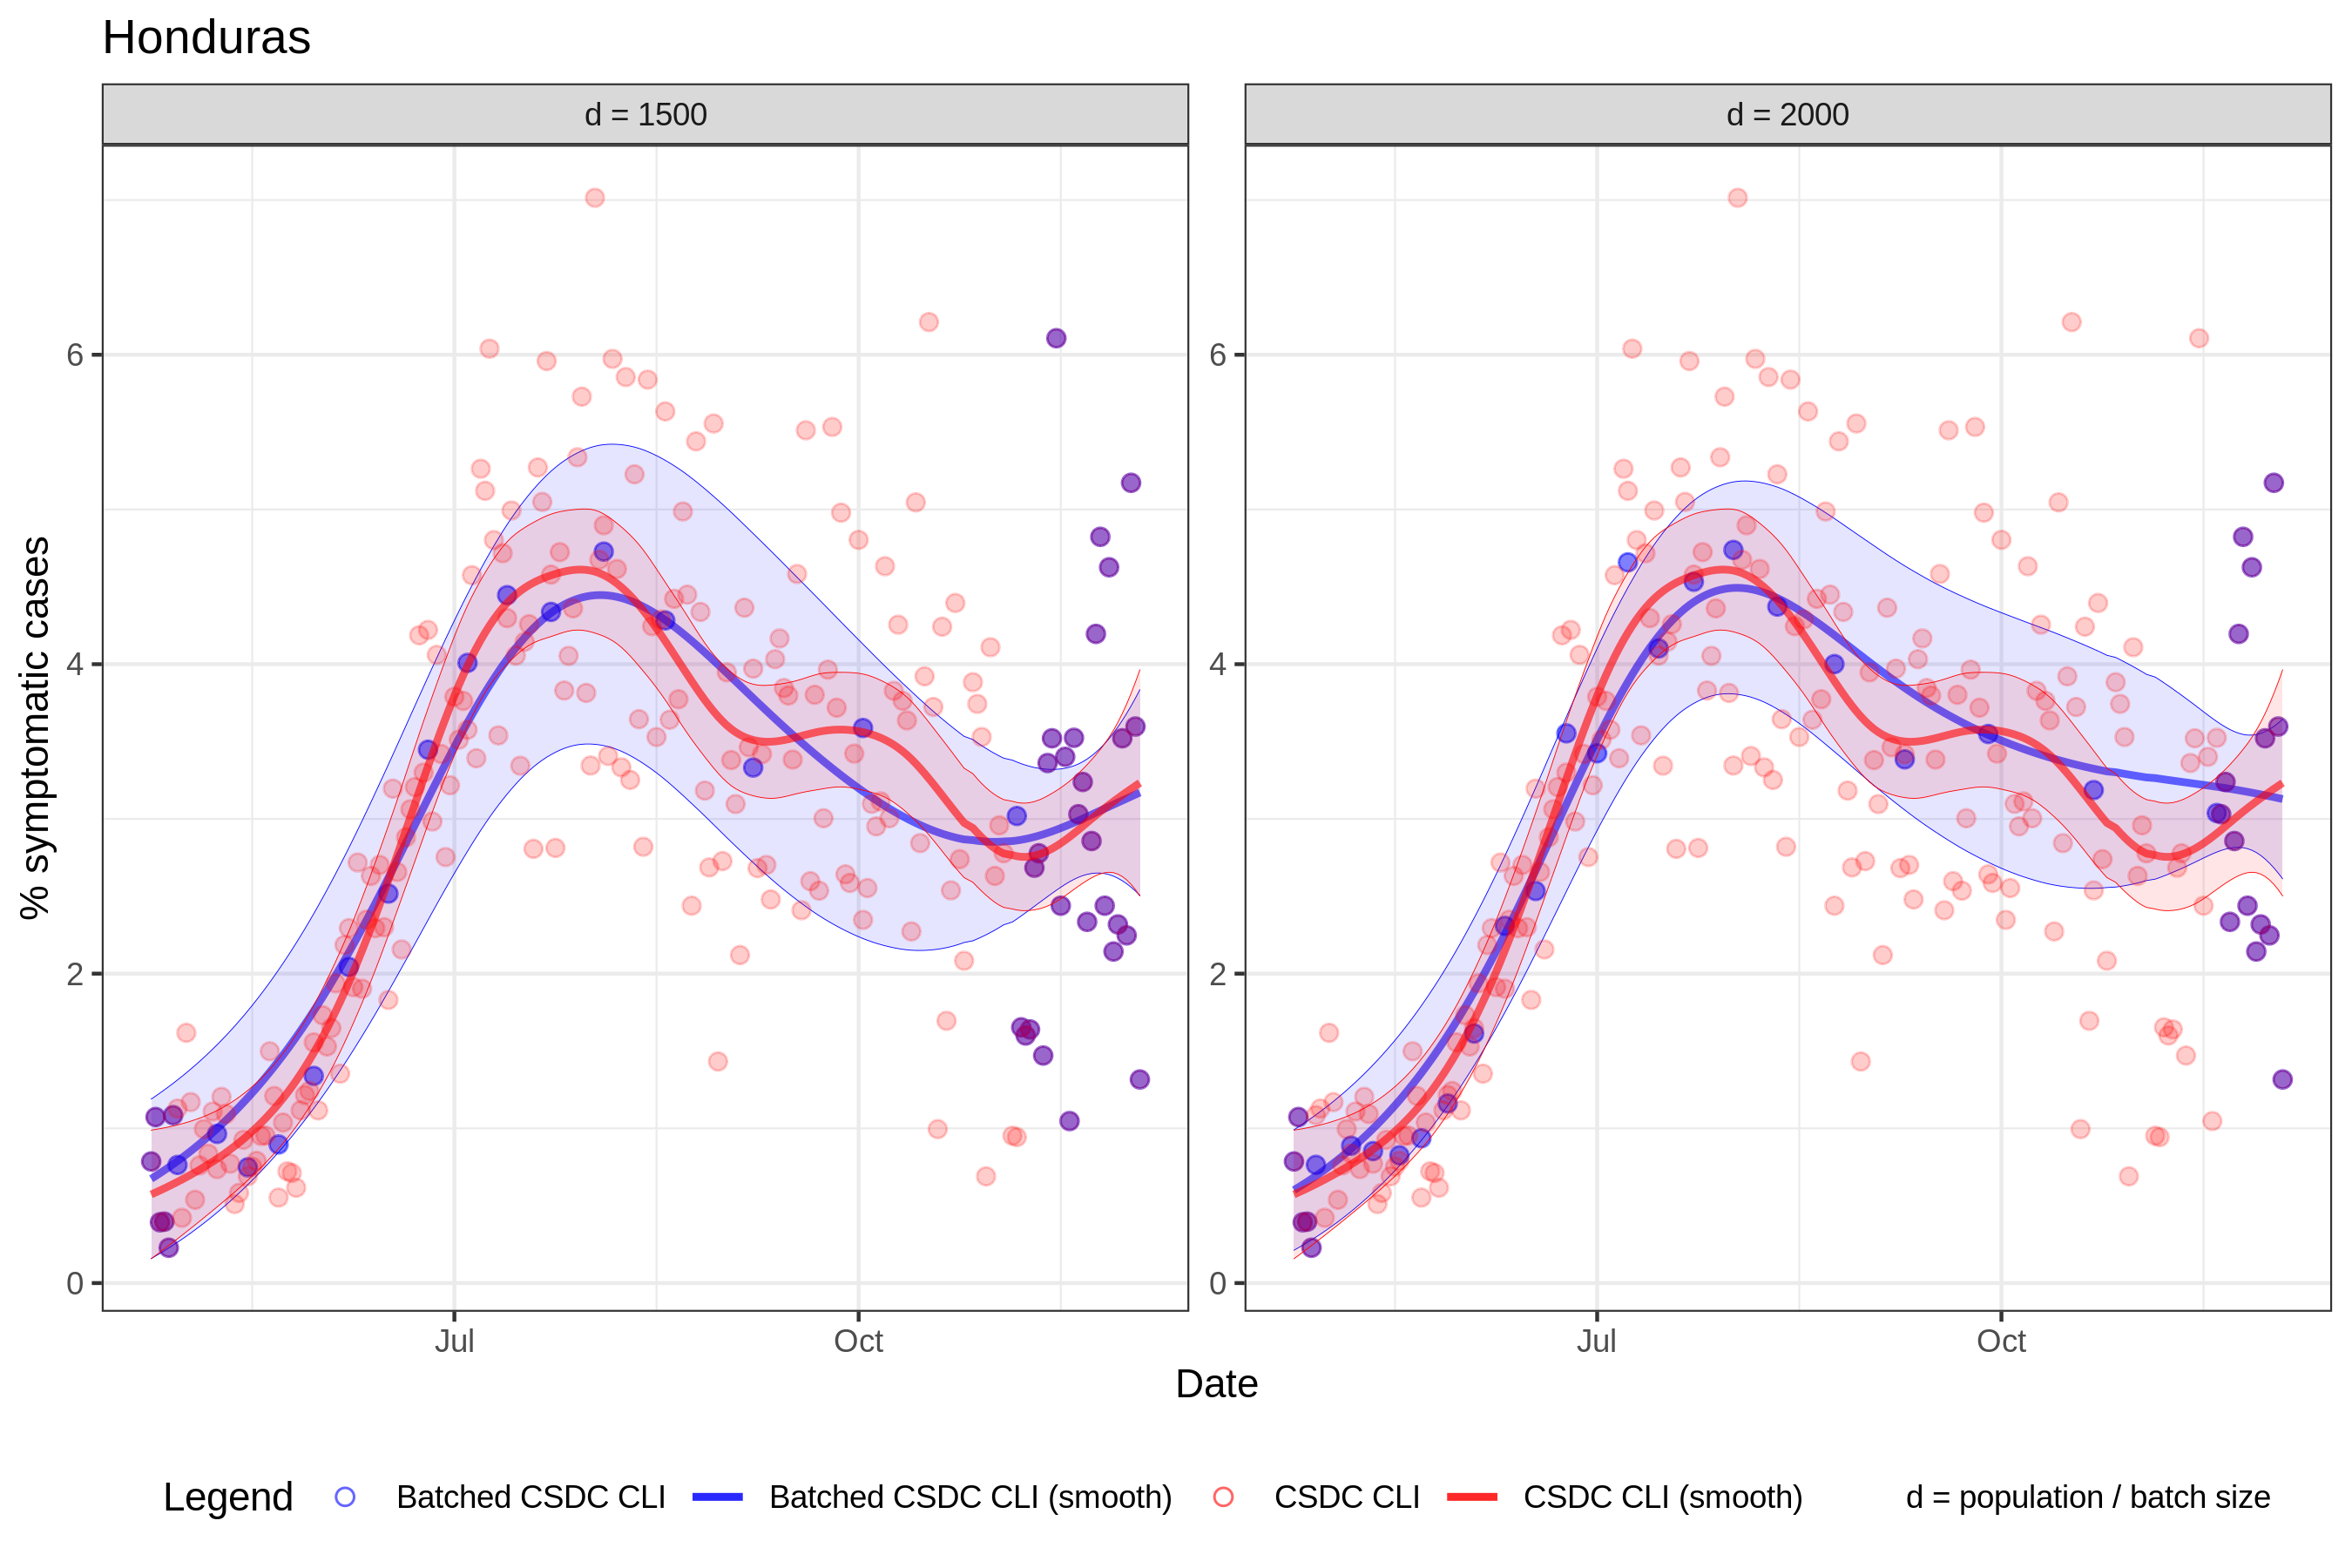 Honduras
d = 1500
d = 2000
% symptomatic cases
6
4
2
0
6
4
2
0
Jul
Oct
Jul
Oct
Date
Legend
Batched CSDC CLI
Batched CSDC CLI (smooth)
CSDC CLI
CSDC CLI (smooth)
d = population / batch size